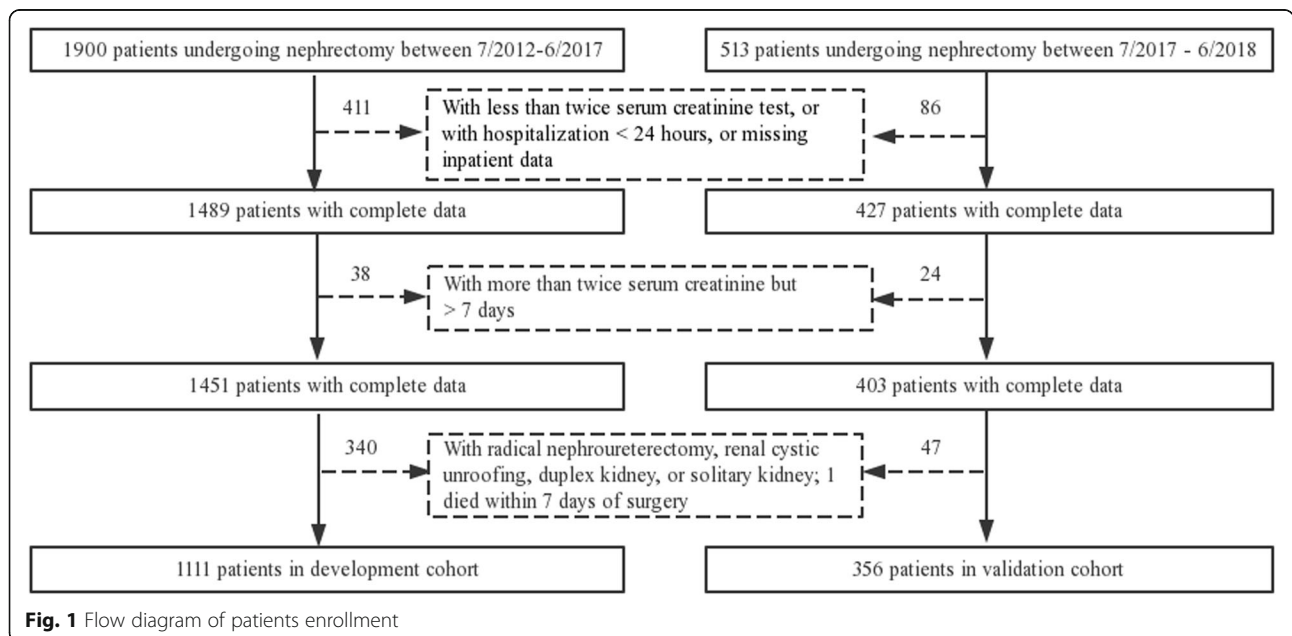 1900 patients undergoing nephrectomy between 7/2012-6/2017
513 patients undergoing nephrectomy between 7/2017 - 6/2018
411
With less than twice serum creatinine test, or
with hospitalization < 24 hours, or missing
inpatient data
86
1489 patients with complete data
427 patients with complete data
38
With more than twice serum creatinine but
> 7 days
24
1451 patients with complete data
403 patients with complete data
340
With radical nephroureterectomy, renal cystic
unroofing, duplex kidney, or solitary kidney; 1
died within 7 days of surgery
47
1111 patients in development cohort
356 patients in validation cohort
Fig. 1 Flow diagram of patients enrollment